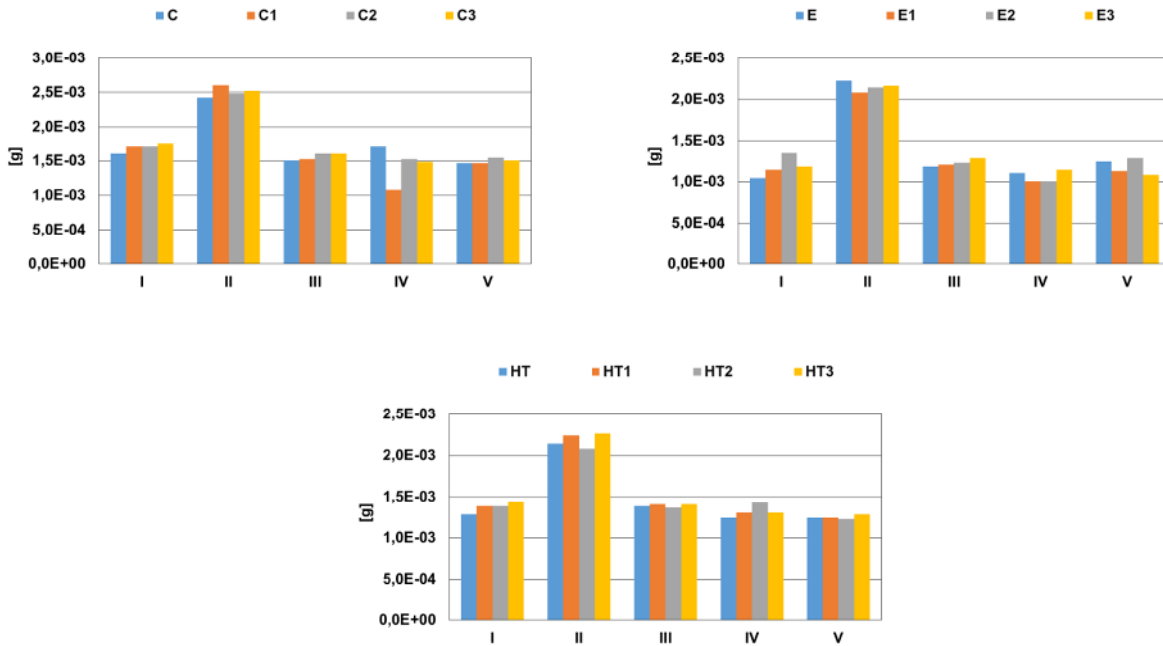 C C1 C2 C3
3,0E-03
2,5E-03
2,0E-03
1,5E-03
1,0E-03
5,0E-04
0,0E+00
[g]
I II III IV V
E E1 E2 E3
2,5E-03
2,0E-03
1,5E-03
1,0E-03
5,0E-04
0,0E+00
[g]
I II III IV V
HT HT1 HT2 HT3
2,5E-03
2,0E-03
1,5E-03
1,0E-03
5,0E-04
0,0E+00
[g]
I II III IV V